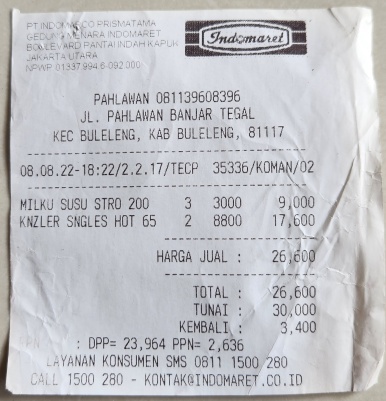 PT INDOMARCO PRISMATAMA
GEDUNG MENARA INDOMARET
BOULEVARD PANTAI INDAH KAPUK
JAKARTA UTARA
NPWP 01.337.994.6-092.000
Indomaret
PAHLAWAN 081139608396
JL. PAHLAWAN BANJAR TEGAL
KEC BULELENG, KAB BULELENG, 81117
08.08.22-18:22/2.2.17/TECP 35336/KOMAN/02
MILKU SUSU STRO 200 3 3000 9,000
KNZLER SNGLES HOT 65 2 8800 17,600
HARGA JUAL : 26,600
TOTAL : 26,600
TUNAI : 30,000
KEMBALI : 3,400
PPN : DPP= 23,964 PPN= 2,636
LAYANAN KONSUMEN SMS 0811 1500 280
CALL 1500 280 - KONTAK@INDOMARET.CO.ID